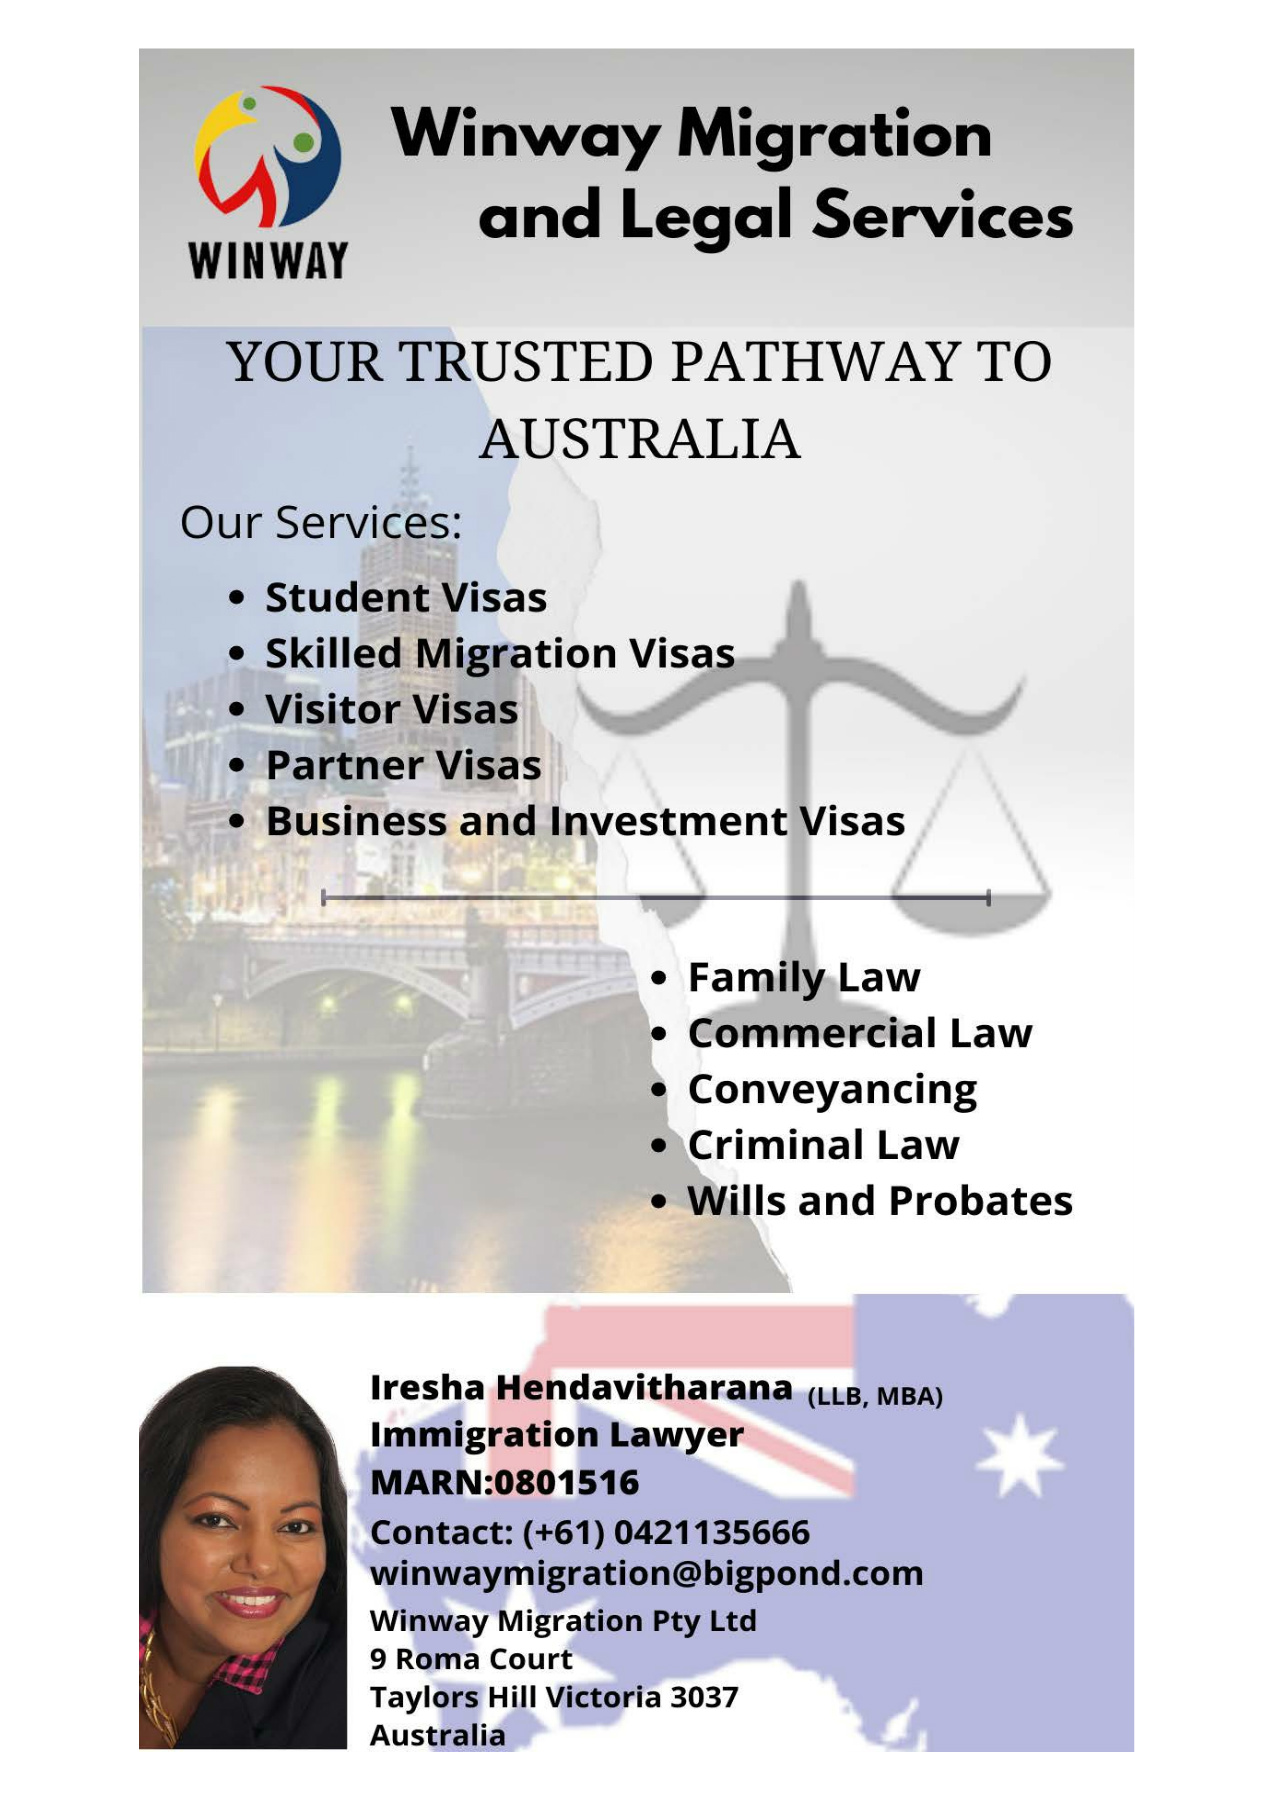 WINWAY
Winway Migration
and Legal Services
YOUR TRUSTED PATHWAY TO
AUSTRALIA
Our Services:
• Student Visas
• Skilled Migration Visas
• Visitor Visas
• Partner Visas
• Business and Investment Visas
• Family Law
• Commercial Law
• Conveyancing
• Criminal Law
• Wills and Probates
Iresha Hendavitharana (LLB, MBA)
Immigration Lawyer
MARN:0801516
Contact: (+61) 0421135666
winwaymigration@bigpond.com
Winway Migration Pty Ltd
9 Roma Court
Taylors Hill Victoria 3037
Australia